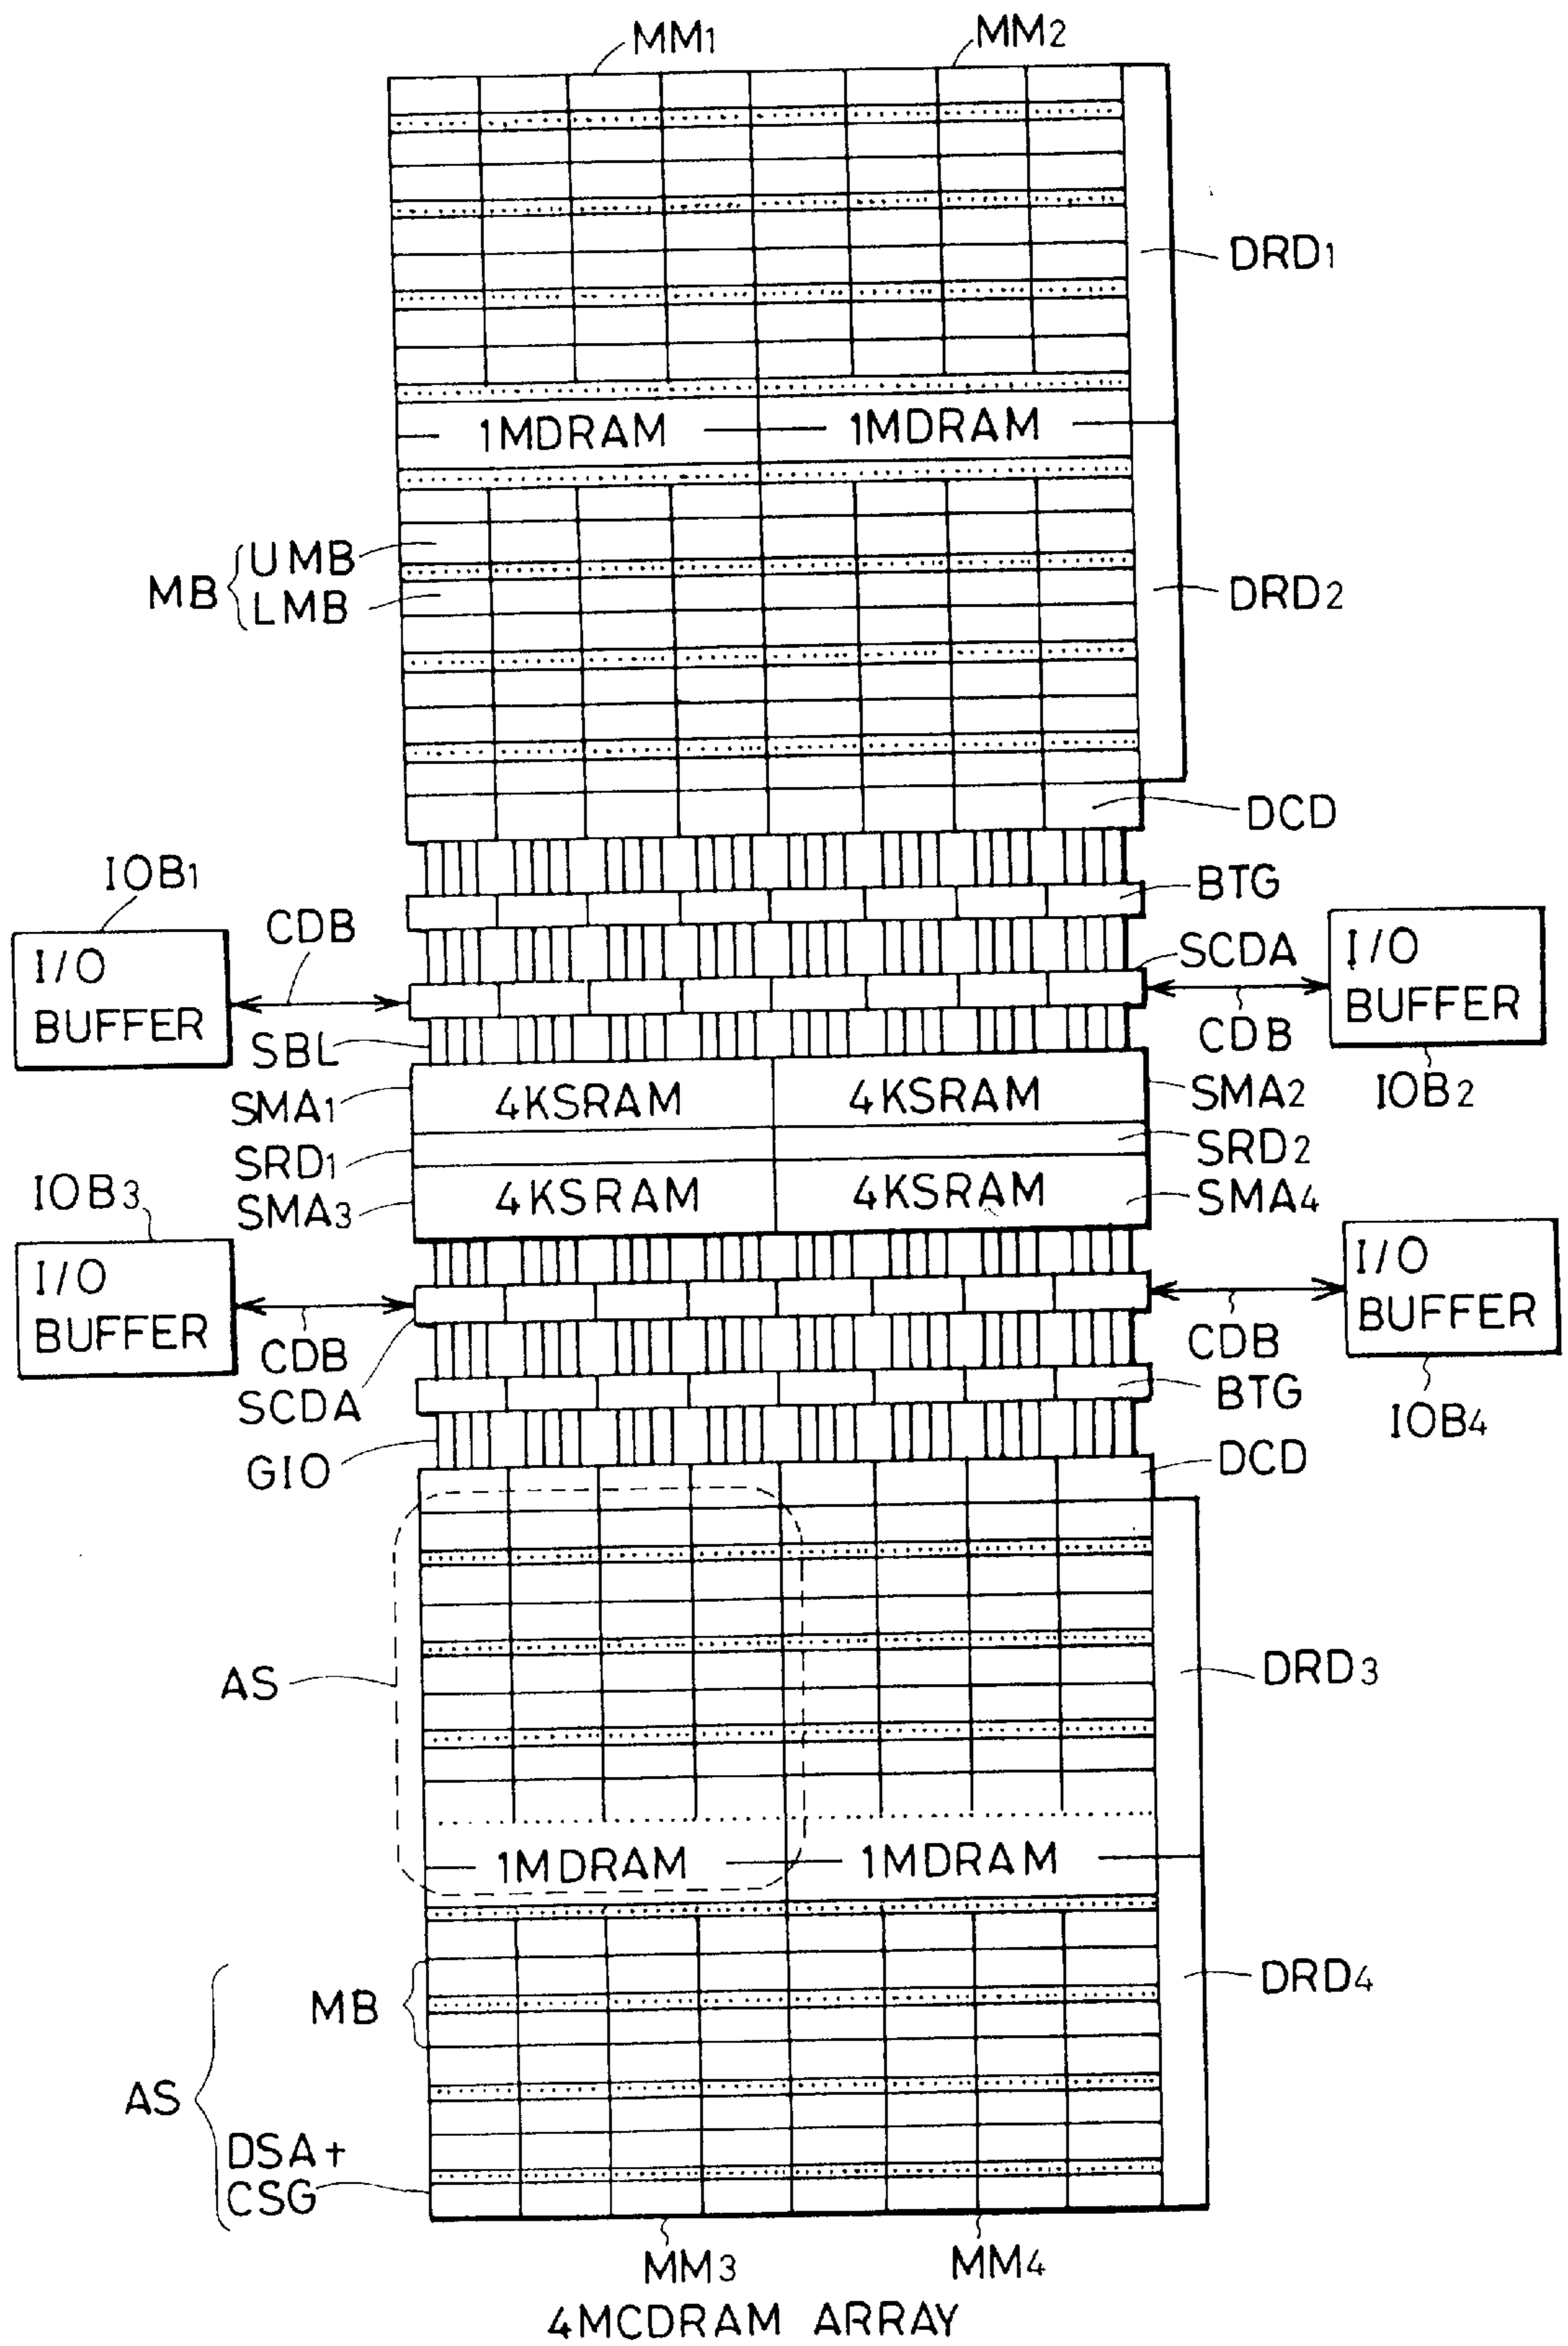 MM1
MM2
DRD1
1MDRAM
1MDRAM
MB
UMB
LMB
DRD2
DCD
IOB1
CDB
BTG
I/O
BUFFER
SCDA
I/O
BUFFER
SBL
CDB
IOB2
SMA1
4KSRAM
4KSRAM
SMA2
SRD1
SRD2
IOB3
SMA3
4KSRAM
4KSRAM
SMA4
I/O
BUFFER
I/O
BUFFER
CDB
CDB
SCDA
BTG
IOB4
GIO
DCD
AS
DRD3
1MDRAM
1MDRAM
MB
DRD4
AS
DSA+
CSG
MM3
MM4
4MCDRAM ARRAY